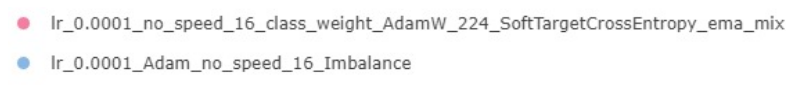 lr_0.0001_no_speed_16_class_weight_AdamW_224_SoftTargetCrossEntropy_ema_mix
lr_0.0001_Adam_no_speed_16_Imbalance